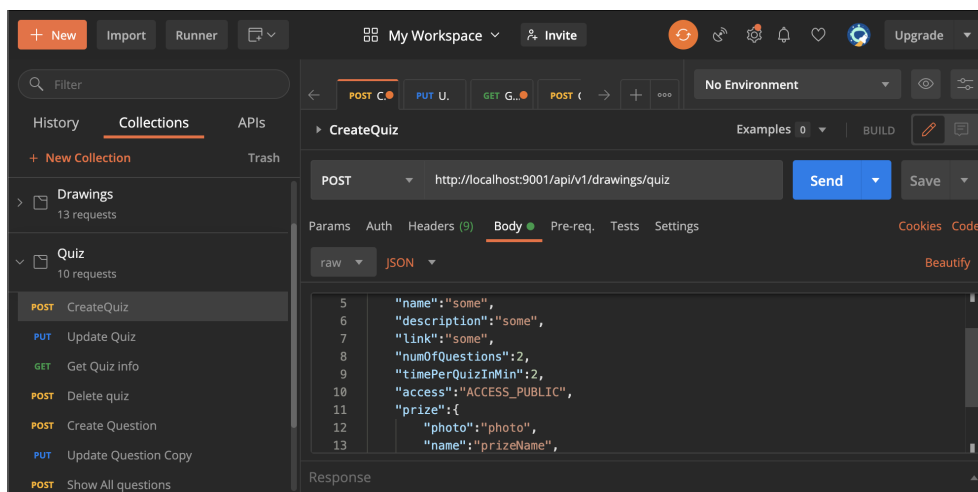 + New Import Runner My Workspace Invite Upgrade
Filter
History Collections APIs
+ New Collection Trash
Drawings
13 requests
Quiz
10 requests
POST CreateQuiz
PUT Update Quiz
GET Get Quiz info
POST Delete quiz
POST Create Question
PUT Update Question Copy
POST Show All questions
POST C. PUT U. GET G... POST ( + ooo
No Environment
CreateQuiz Examples 0 BUILD
POST http://localhost:9001/api/v1/drawings/quiz Send Save
Params Auth Headers (9) Body Pre-req. Tests Settings Cookies Code
raw JSON Beautify
5 "name":"some",
6 "description":"some",
7 "link":"some",
8 "numOfQuestions":2,
9 "timePerQuizInMin":2,
10 "access":"ACCESS_PUBLIC",
11 "prize":{
12 "photo":"photo",
13 "name":"prizeName",
Response